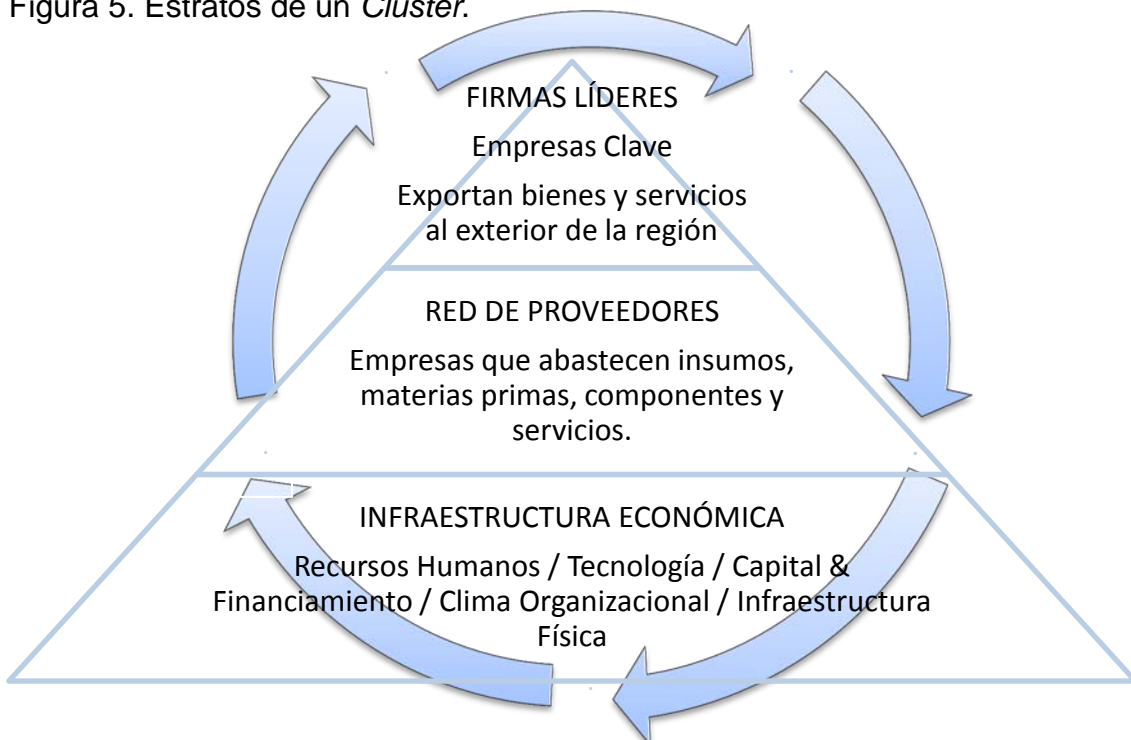 Figura 5. Estratos de un Cluster.
FIRMAS LÍDERES
Empresas Clave
Exportan bienes y servicios
al exterior de la región
RED DE PROVEEDORES
Empresas que abastecen insumos,
materias primas, componentes y
servicios.
INFRAESTRUCTURA ECONÓMICA
Recursos Humanos / Tecnología / Capital &
Financiamiento / Clima Organizacional / Infraestructura
Física